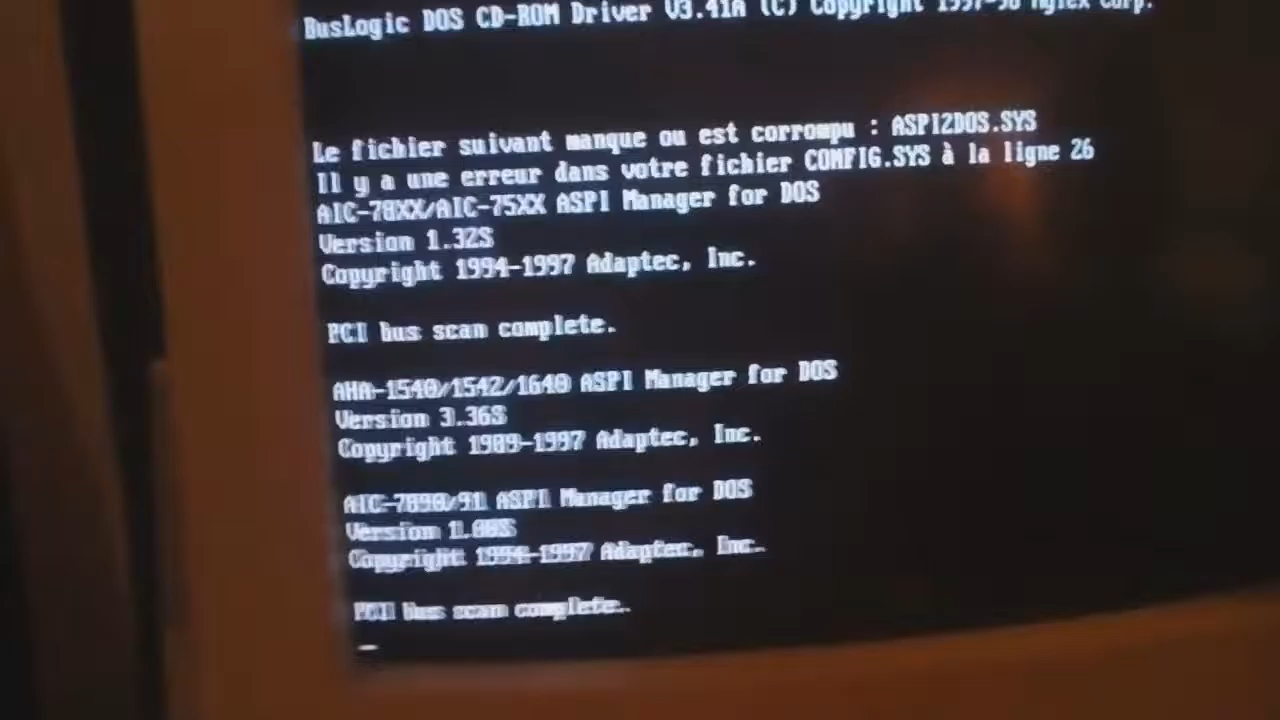 BusLogic DOS CD-ROM Driver V3.41A (C) Copyright 1997-98 Mylex Corp.
Le fichier suivant manque ou est corrompu : ASPI2DOS.SYS
Il y a une erreur dans votre fichier CONFIG.SYS à la ligne 26
AIC-78XX/AIC-75XX ASPI Manager for DOS
Version 1.32S
Copyright 1994-1997 Adaptec, Inc.
PCI bus scan complete.
AHA-1540/1542/1640 ASPI Manager for DOS
Version 3.36S
Copyright 1989-1997 Adaptec, Inc.
AIC-7890/91 ASPI Manager for DOS
Version 1.00S
Copyright 1994-1997 Adaptec, Inc.
PCI bus scan complete.